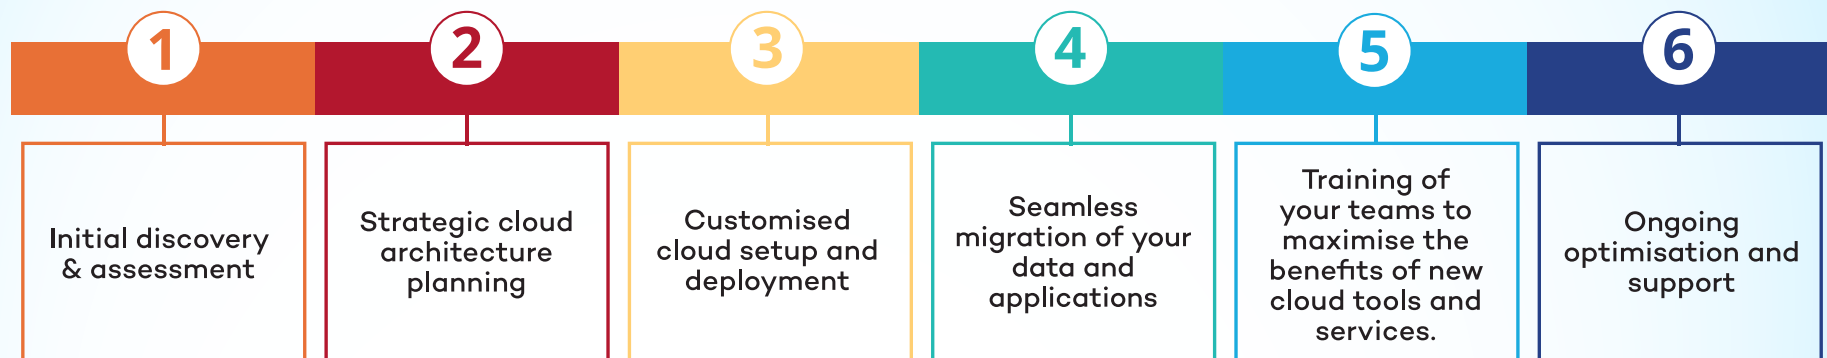 1
2
3
4
5
6
Initial discovery
& assessment
Strategic cloud
architecture
planning
Customised
cloud setup and
deployment
Seamless
migration of your
data and
applications
Training of
your teams to
maximise the
benefits of new
cloud tools and
services.
Ongoing
optimisation and
support